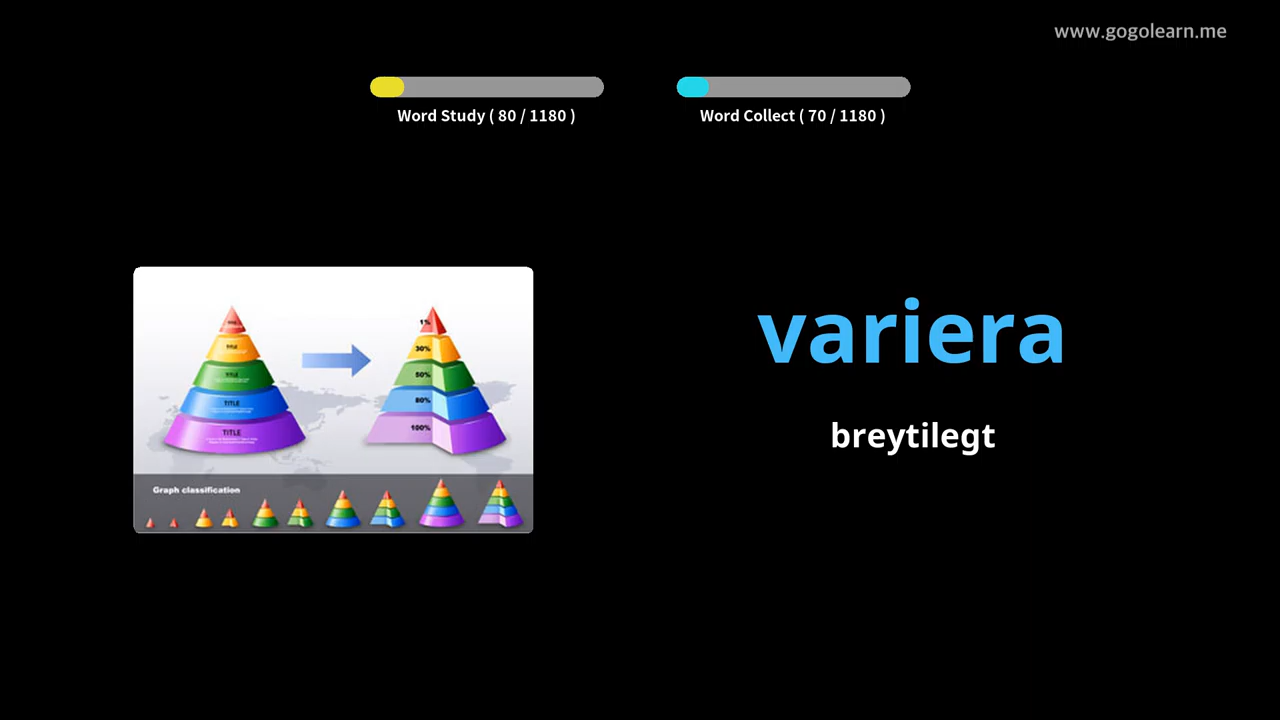 www.gogolearn.me
Word Study ( 80 / 1180 )
Word Collect ( 70 / 1180 )
variera
breytilegt
1%
30%
TITLE
50%
TITLE
80%
TITLE
100%
Graph classification